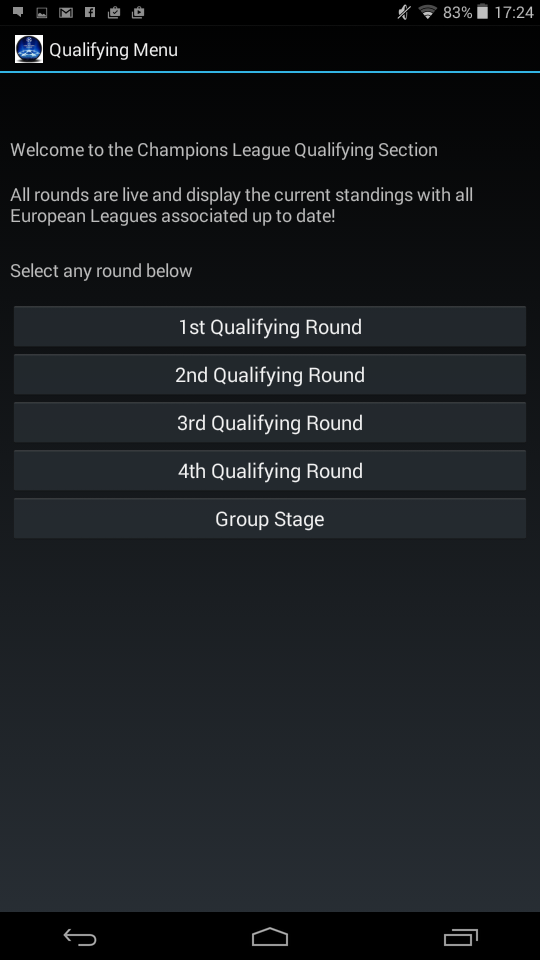 83% 17:24
Qualifying Menu
Welcome to the Champions League Qualifying Section
All rounds are live and display the current standings with all
European Leagues associated up to date!
Select any round below
1st Qualifying Round
2nd Qualifying Round
3rd Qualifying Round
4th Qualifying Round
Group Stage